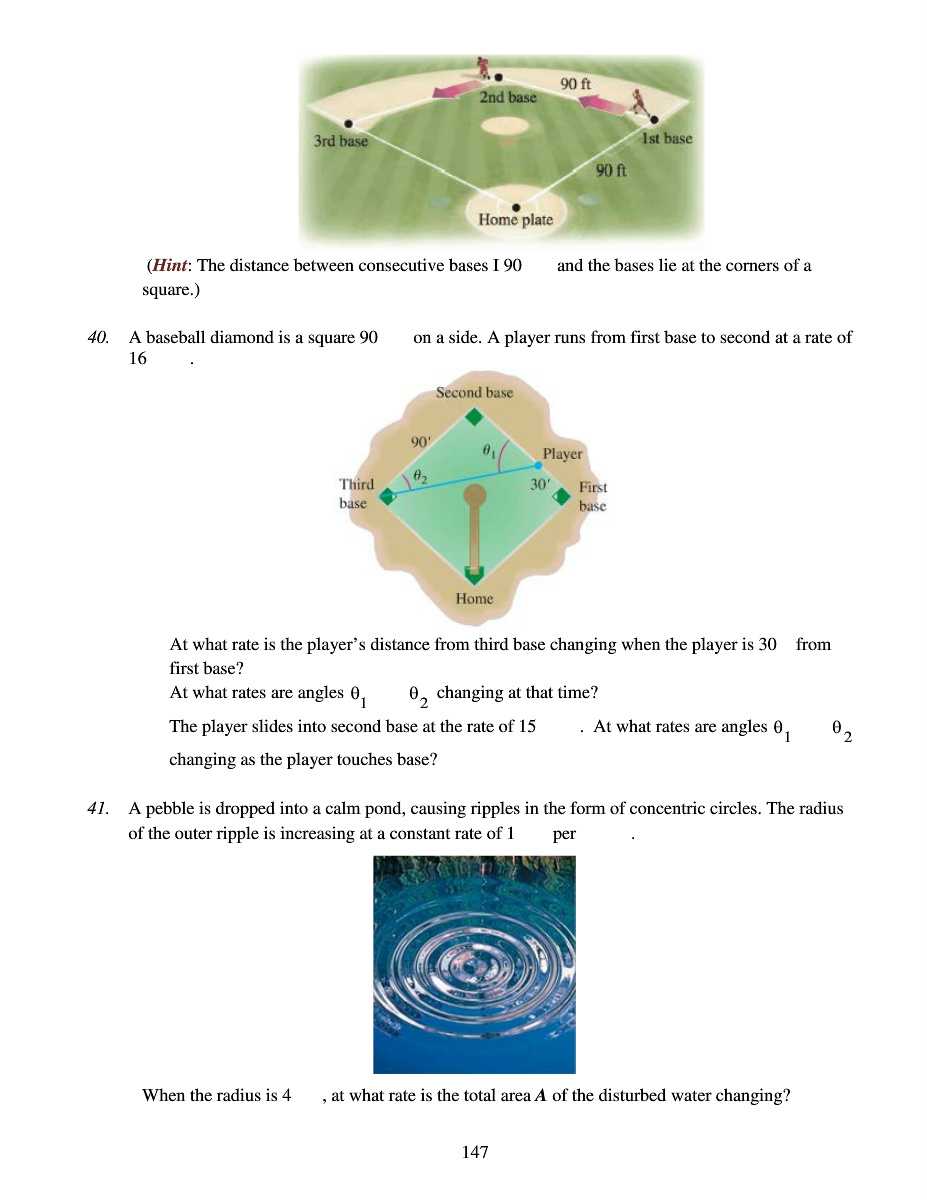 90 ft
2nd base
3rd base
1st base
90 ft
Home plate
(Hint: The distance between consecutive bases I 90 and the bases lie at the corners of a
square.)
40. A baseball diamond is a square 90 on a side. A player runs from first base to second at a rate of
16 .
Second base
90'
θ1
Player
θ2
Third
base
30'
First
base
Home
At what rate is the player’s distance from third base changing when the player is 30 from
first base?
At what rates are angles θ1 θ2 changing at that time?
The player slides into second base at the rate of 15 . At what rates are angles θ1 θ2
changing as the player touches base?
41. A pebble is dropped into a calm pond, causing ripples in the form of concentric circles. The radius
of the outer ripple is increasing at a constant rate of 1 per .
When the radius is 4 , at what rate is the total area A of the disturbed water changing?
147